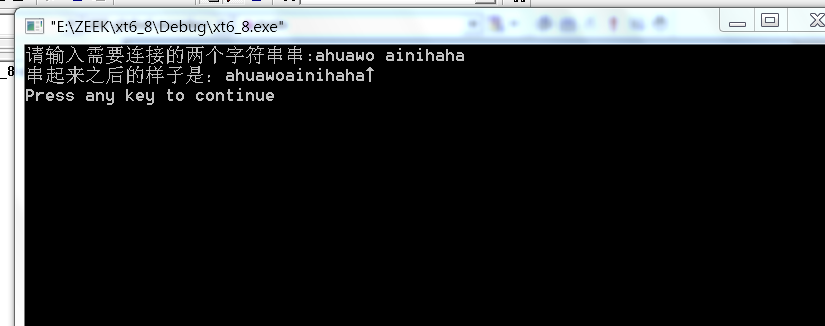 "E:\ZEEK\xt6_8\Debug\xt6_8.exe"
_8
请输入需要连接的两个字符串串:ahuawo ainihaha
串起来之后的样子是: ahuawoainihaha↑
Press any key to continue